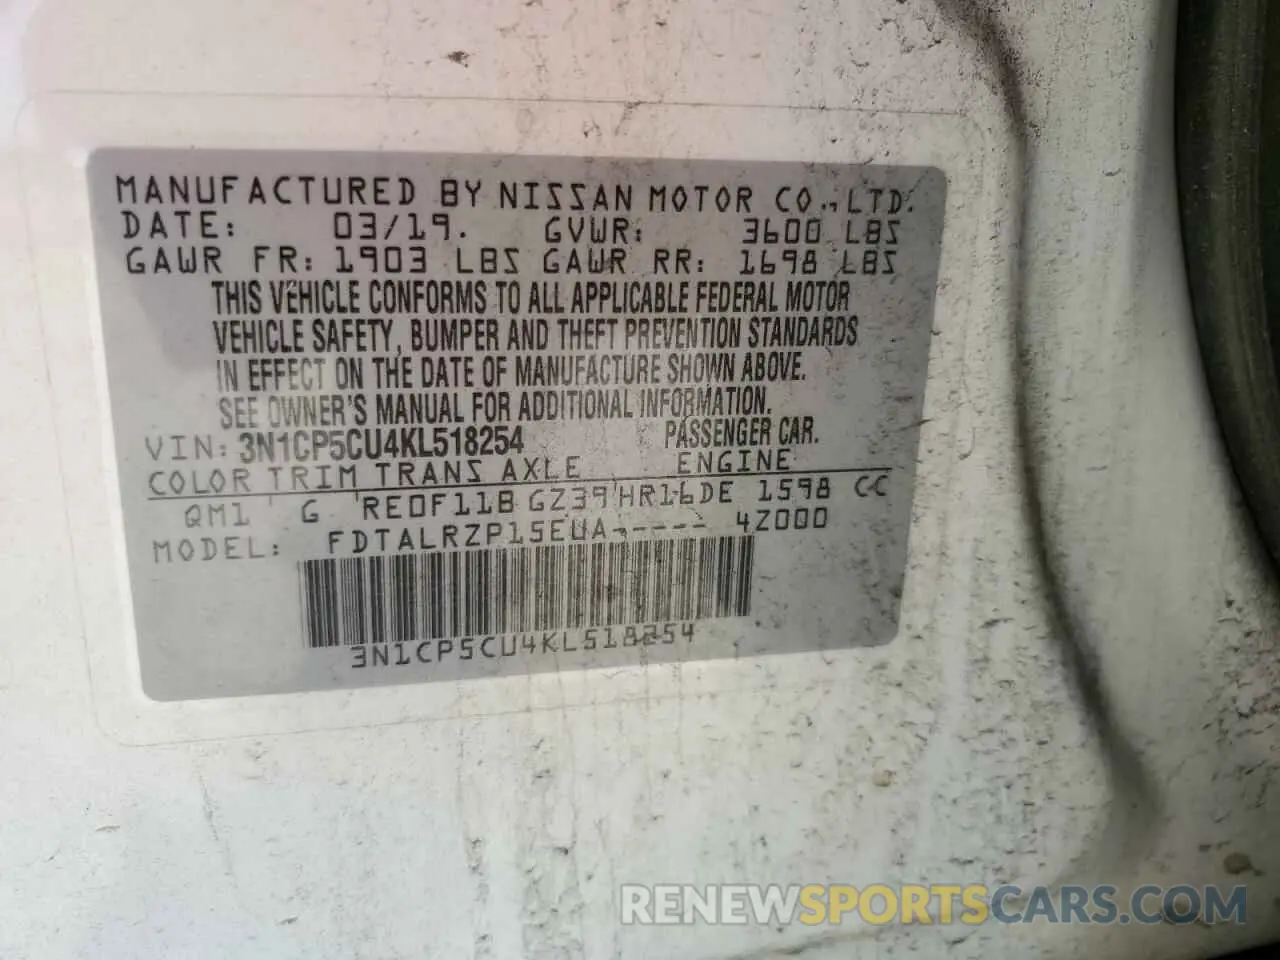 MANUFACTURED BY NISSAN MOTOR CO., LTD.
DATE: 03/19. GVWR: 3600 LBS
GAWR FR: 1903 LBS GAWR RR: 1698 LBS
THIS VEHICLE CONFORMS TO ALL APPLICABLE FEDERAL MOTOR
VEHICLE SAFETY, BUMPER AND THEFT PREVENTION STANDARDS
IN EFFECT ON THE DATE OF MANUFACTURE SHOWN ABOVE.
SEE OWNER'S MANUAL FOR ADDITIONAL INFORMATION.
VIN: 3N1CP5CU4KL518254 PASSENGER CAR.
COLOR TRIM TRANS AXLE ENGINE
QM1 G RE0F11B GZ39 HR16DE 1598 CC
MODEL: FDTALRZP15EUA----- 4Z000
3N1CP5CU4KL518254
RENEWSPORTSCARS.COM